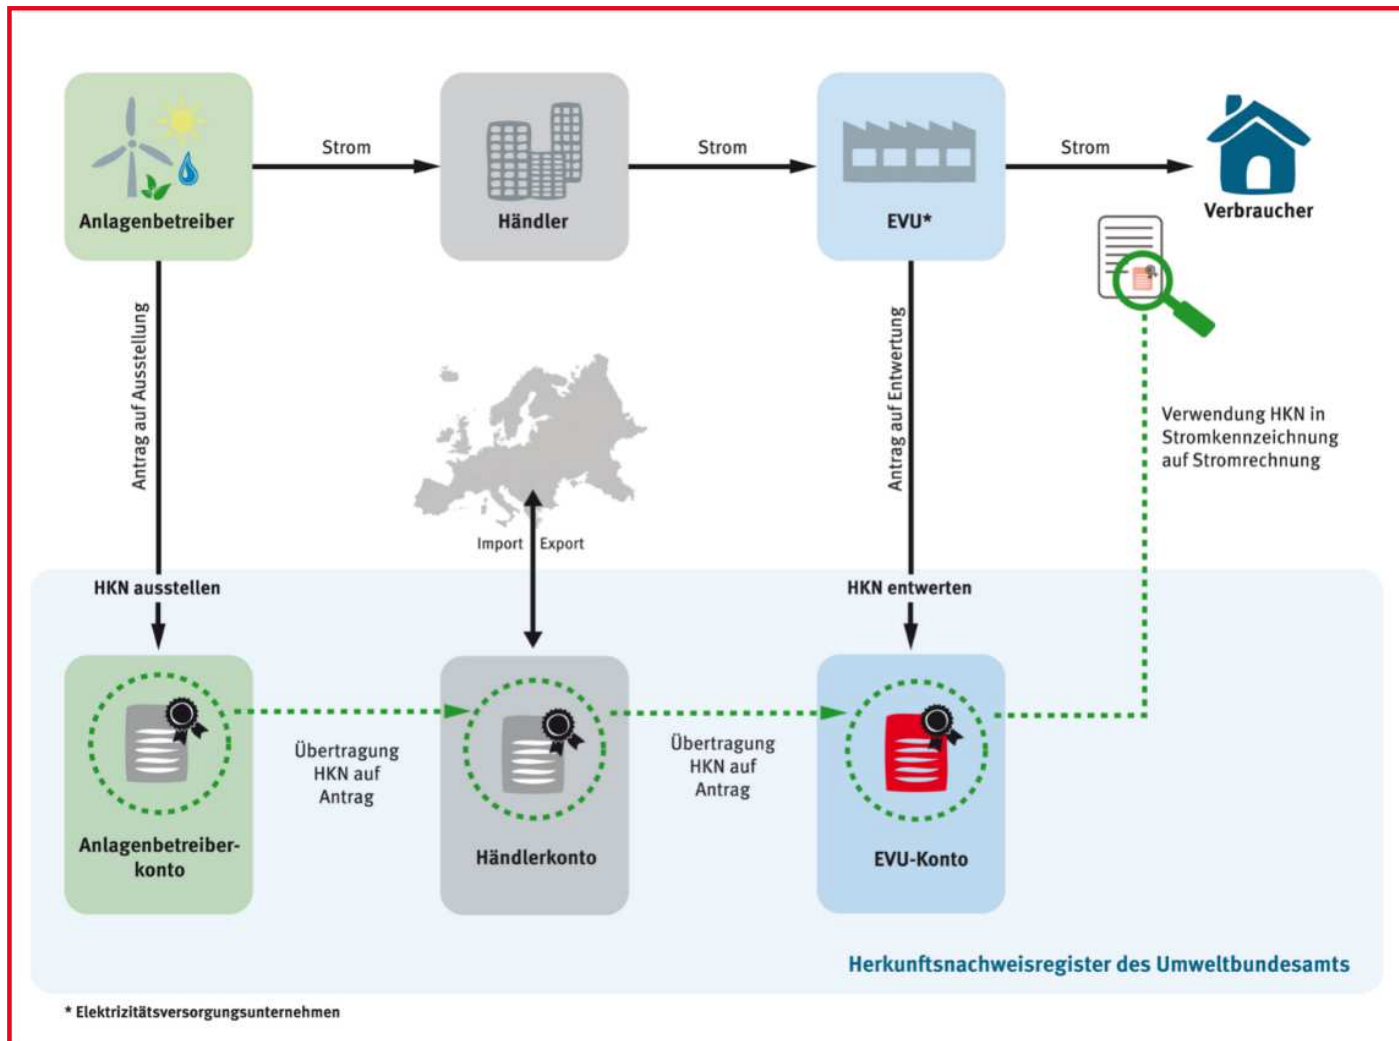 Strom
Strom
Strom
Anlagenbetreiber
Händler
EVU*
Verbraucher
Antrag auf Ausstellung
Antrag auf Entwertung
Verwendung HKN in
Stromkennzeichnung
auf Stromrechnung
Import
Export
HKN ausstellen
HKN entwerten
Übertragung
HKN auf
Antrag
Übertragung
HKN auf
Antrag
Anlagenbetreiber-
konto
Händlerkonto
EVU-Konto
Herkunftsnachweisregister des Umweltbundesamts
* Elektrizitätsversorgungsunternehmen